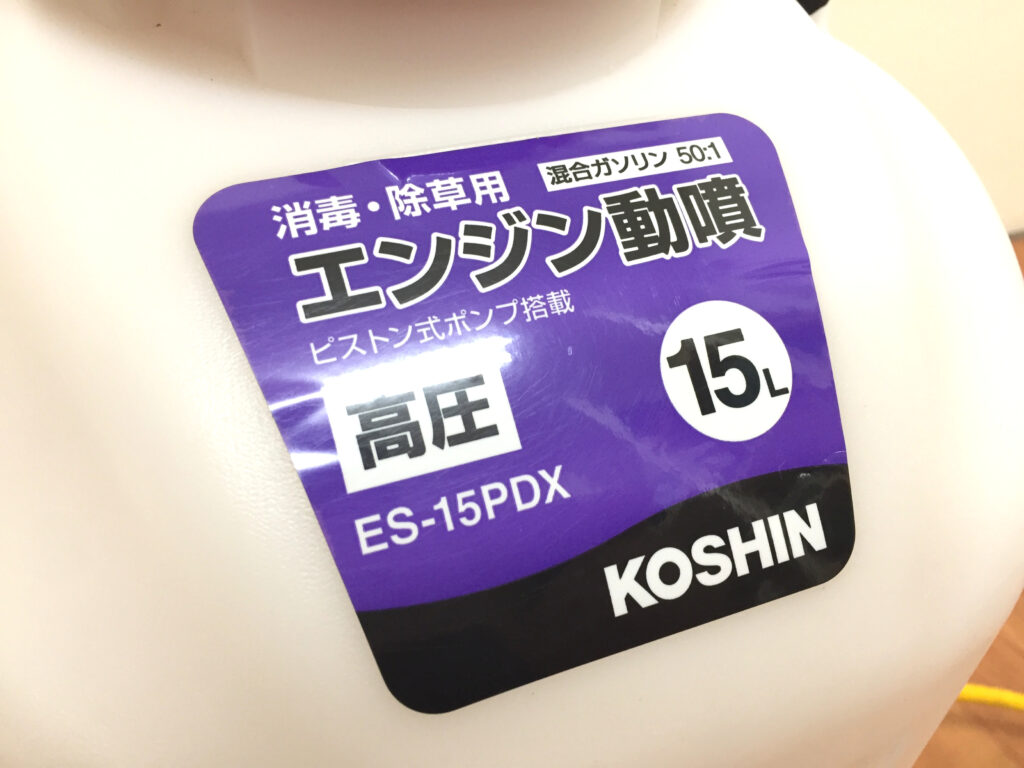 混合ガソリン 50:1
消毒・除草用
エンジン動噴
ピストン式ポンプ搭載
高圧
15L
ES-15PDX
KOSHIN